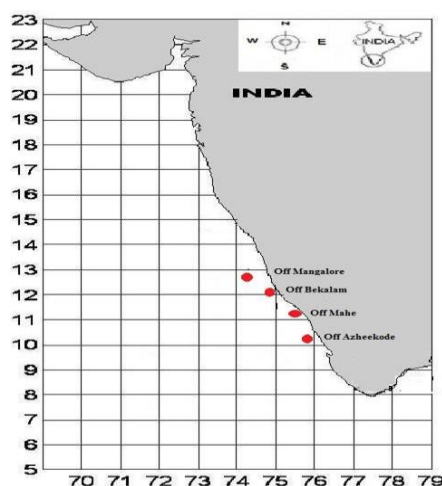 23
22
21
20
19
18
17
16
15
14
13
12
11
10
9
8
7
6
5
N
W E
S
INDIA
INDIA
Off Mangalore
Off Bekalam
Off Mahe
Off Azheekode
70 71 72 73 74 75 76 77 78 79